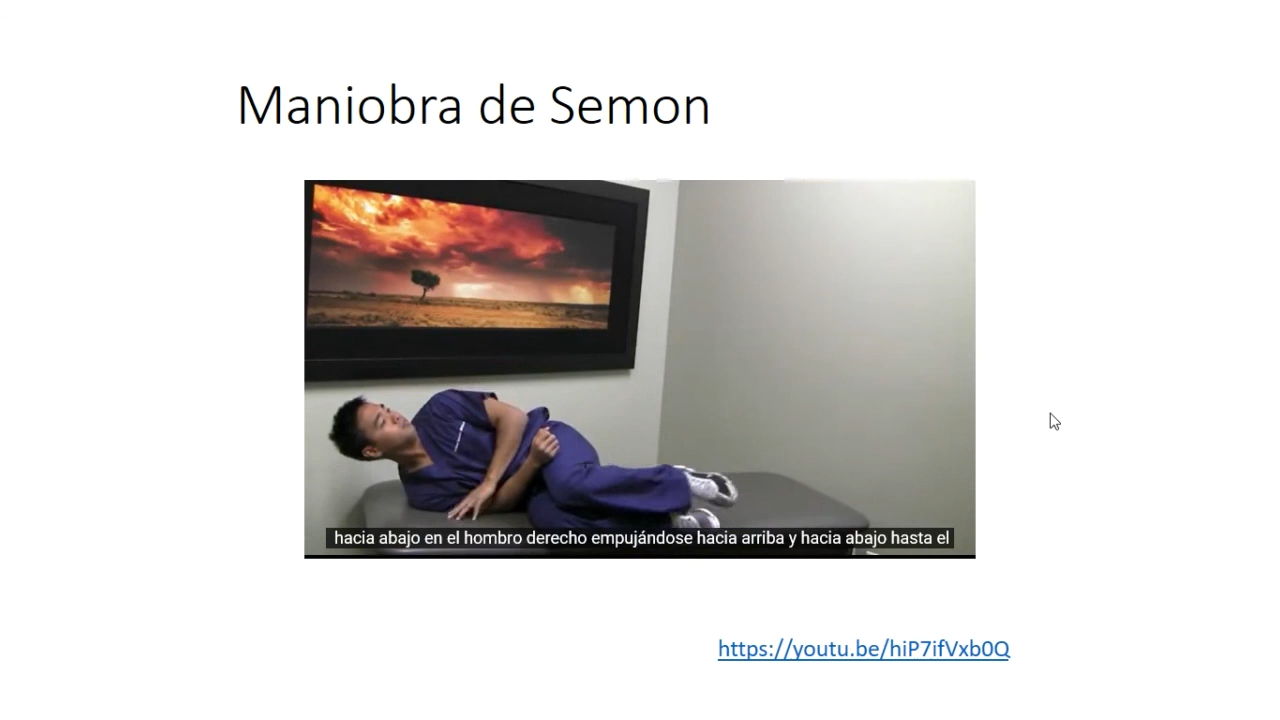 Maniobra de Semon
hacia abajo en el hombro derecho empujándose hacia arriba y hacia abajo hasta el
https://youtu.be/hiP7ifVxb0Q